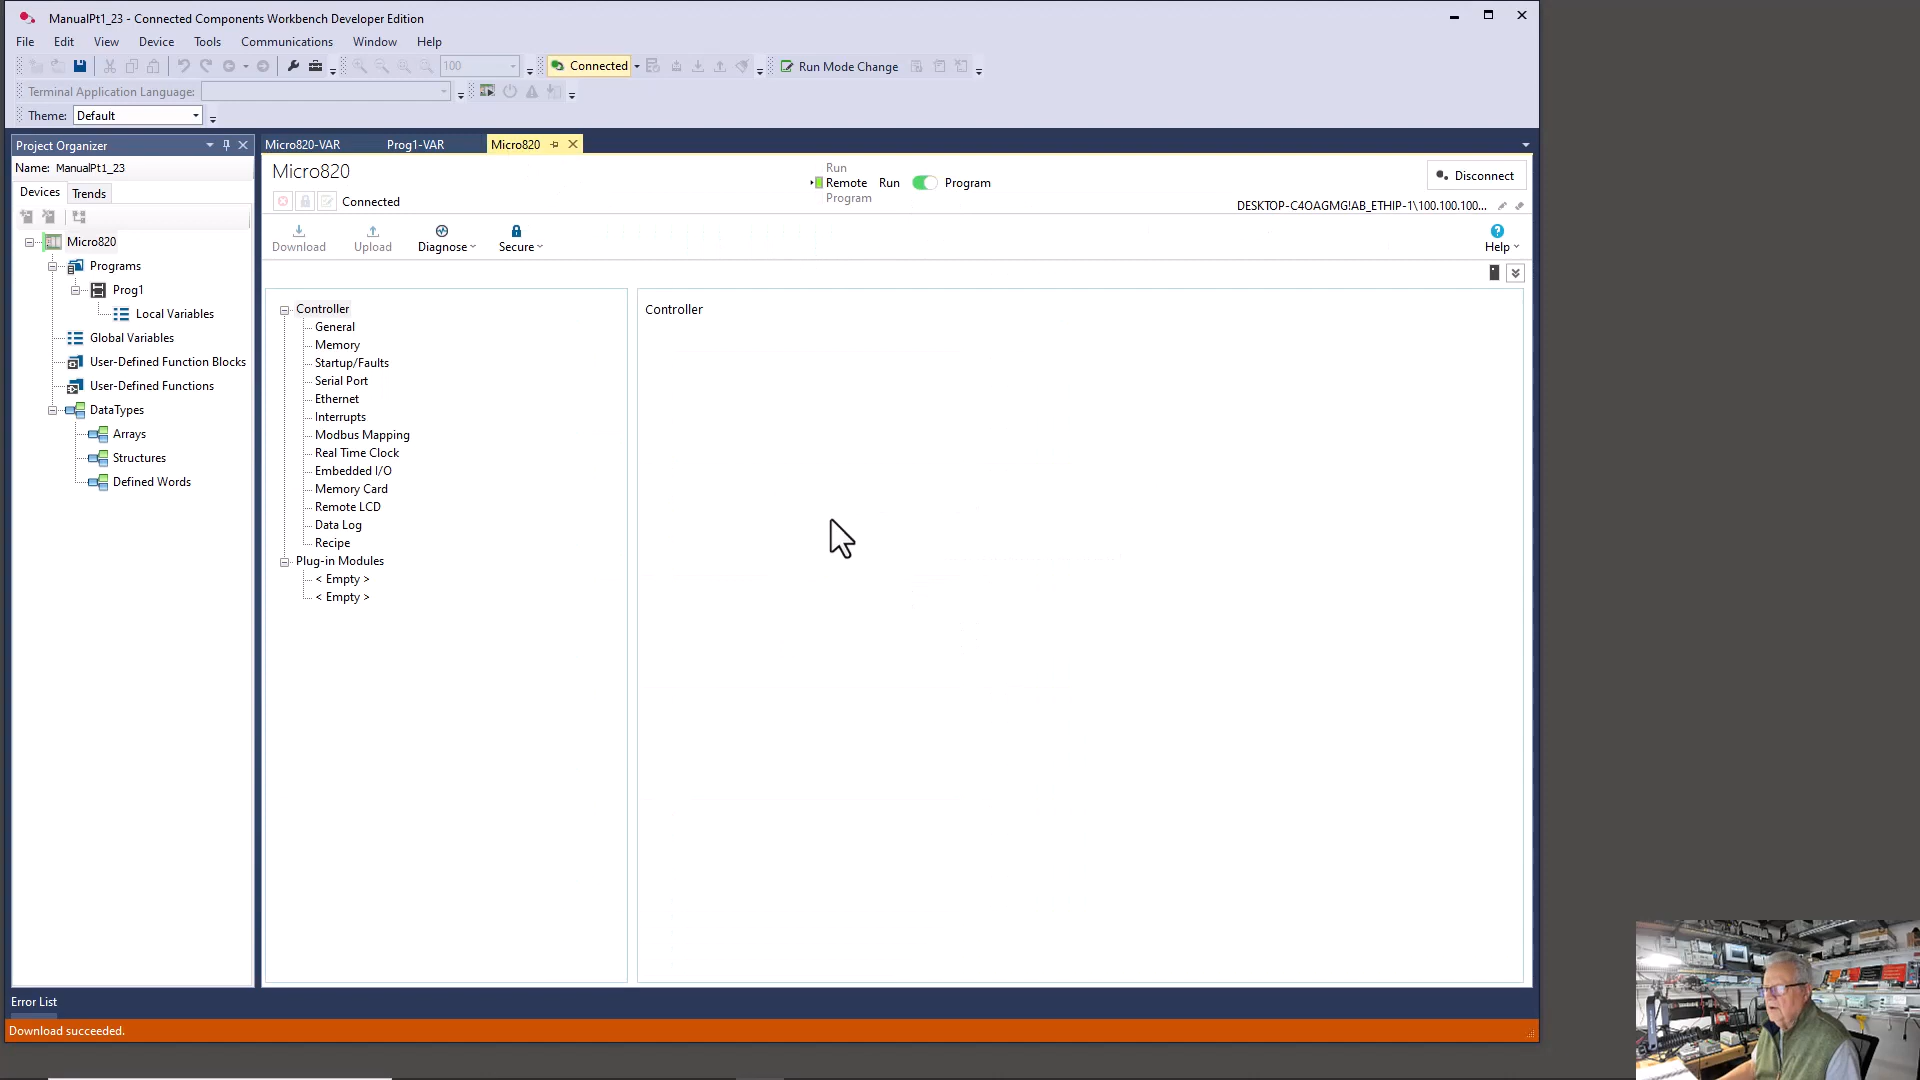 ManualPt1_23 - Connected Components Workbench Developer Edition
File Edit View Device Tools Communications Window Help
100 Connected Run Mode Change
Terminal Application Language:
Theme: Default
Project Organizer
Name: ManualPt1_23
Devices Trends
Micro820
Programs
Prog1
Local Variables
Global Variables
User-Defined Function Blocks
User-Defined Functions
DataTypes
Arrays
Structures
Defined Words
Micro820-VAR Prog1-VAR Micro820
Micro820
Connected
Run
Remote Run Program
Program
Disconnect
DESKTOP-C4OAGMG!AB_ETHIP-1\100.100.100...
Download Upload Diagnose Secure Help
Controller
General
Memory
Startup/Faults
Serial Port
Ethernet
Interrupts
Modbus Mapping
Real Time Clock
Embedded I/O
Memory Card
Remote LCD
Data Log
Recipe
Plug-in Modules
< Empty >
< Empty >
Controller
Error List
Download succeeded.